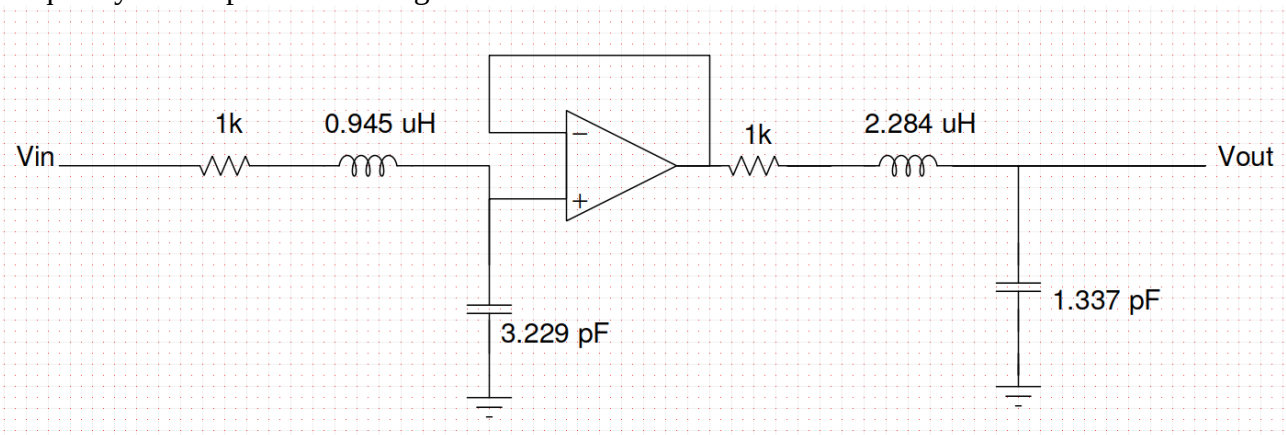 1k
0.945 uH
1k
2.284 uH
Vin
Vout
−
+
3.229 pF
1.337 pF